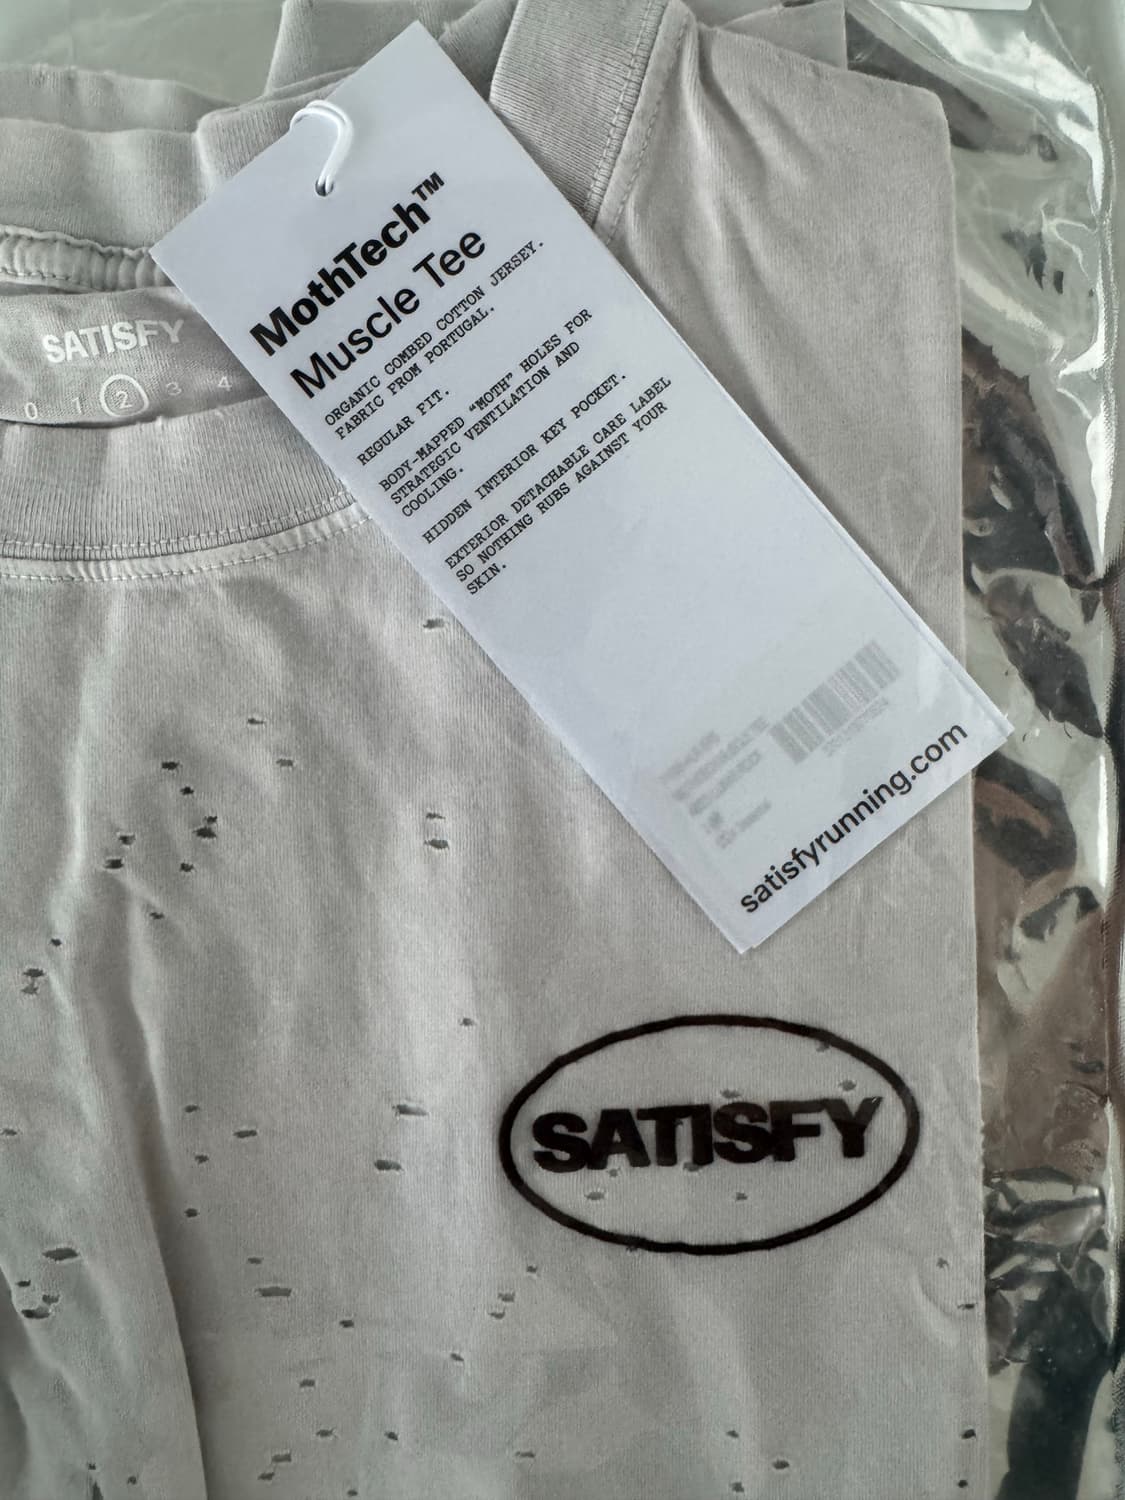 MothTech™
Muscle Tee
ORGANIC COMBED COTTON JERSEY.
FABRIC FROM PORTUGAL.
REGULAR FIT.
BODY-MAPPED “MOTH” HOLES FOR
STRATEGIC VENTILATION AND
COOLING.
HIDDEN INTERIOR KEY POCKET.
EXTERIOR DETACHABLE CARE LABEL
SO NOTHING RUBS AGAINST YOUR
SKIN.
satisfyrunning.com
SATISFY
0 1 2 3 4
SATISFY